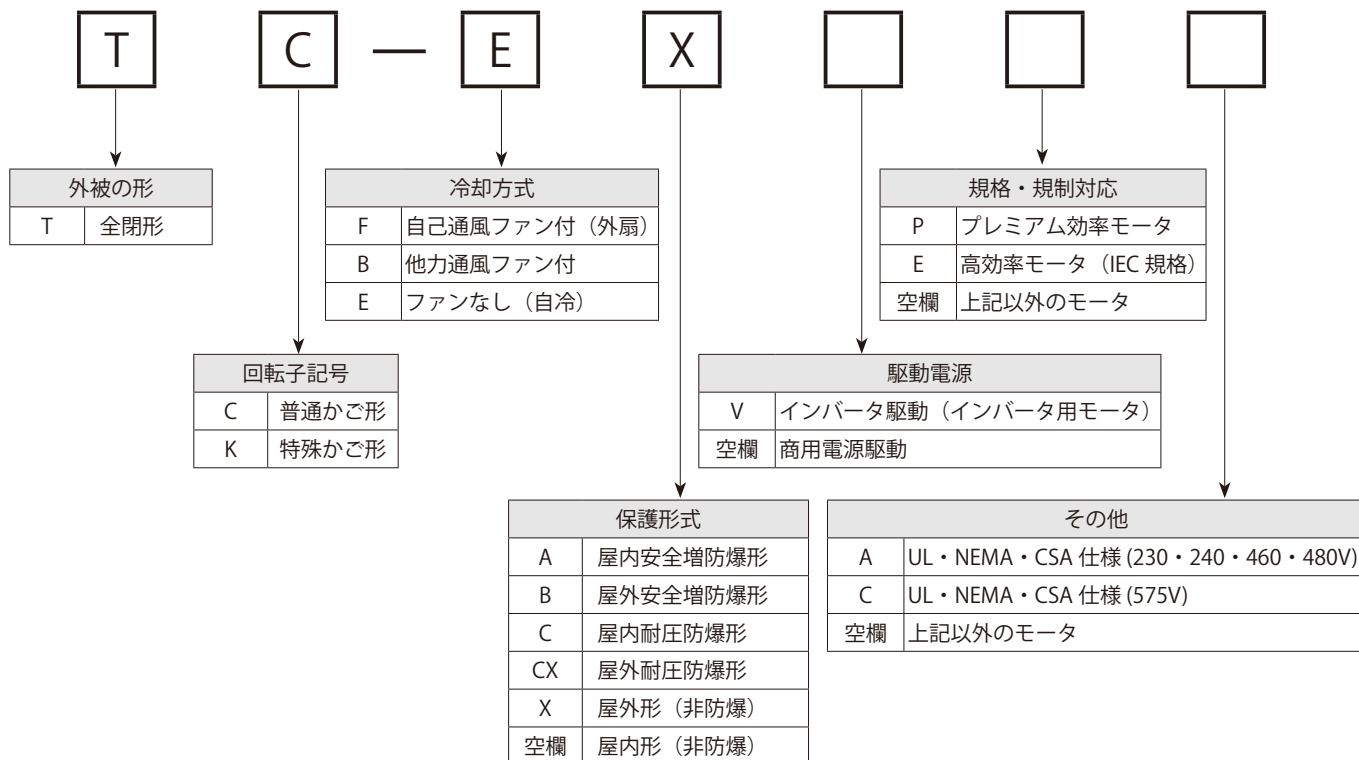 T C — E X
外被の形
T 全閉形
冷却方式
F 自己通風ファン付（外扇）
B 他力通風ファン付
E ファンなし（自冷）
規格・規制対応
P プレミアム効率モータ
E 高効率モータ（IEC 規格）
空欄 上記以外のモータ
回転子記号
C 普通かご形
K 特殊かご形
駆動電源
V インバータ駆動（インバータ用モータ）
空欄 商用電源駆動
保護形式
A 屋内安全増防爆形
B 屋外安全増防爆形
C 屋内耐圧防爆形
CX 屋外耐圧防爆形
X 屋外形（非防爆）
空欄 屋内形（非防爆）
その他
A UL・NEMA・CSA 仕様 (230・240・460・480V)
C UL・NEMA・CSA 仕様 (575V)
空欄 上記以外のモータ